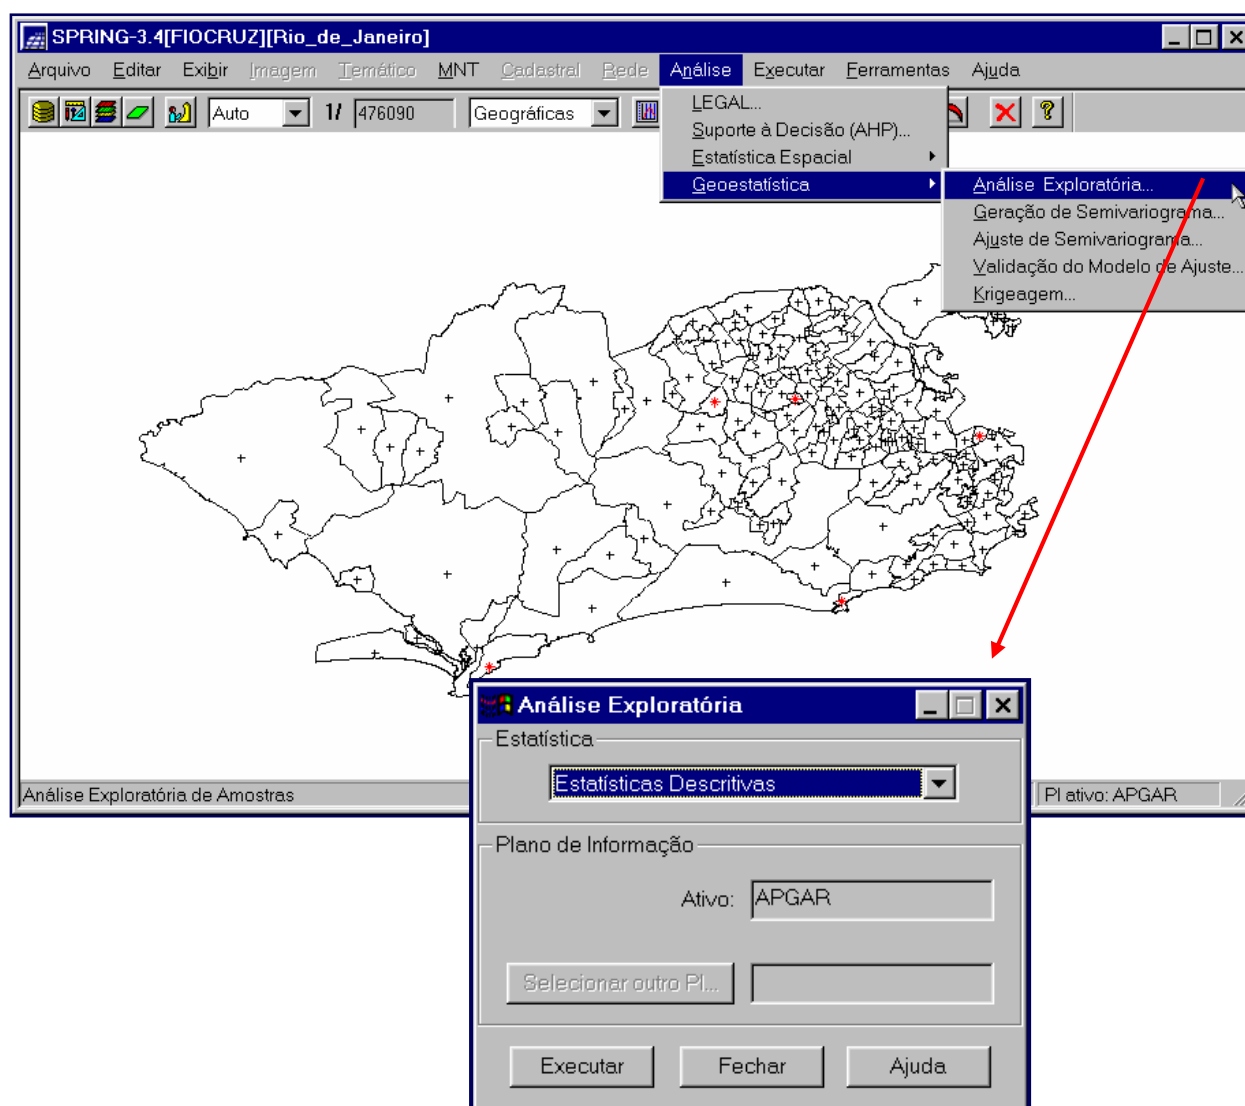 SPRING-3.4[FIOCRUZ][Rio_de_Janeiro]
Arquivo Editar Exibir Imagem Temático MNT Cadastral Rede Análise Executar Ferramentas Ajuda
Auto 1/ 476090 Geográficas
LEGAL...
Suporte à Decisão (AHP)...
Estatística Espacial
Geoestatística
Análise Exploratória...
Geração de Semivariograma...
Ajuste de Semivariograma...
Validação do Modelo de Ajuste...
Krigeagem...
Análise Exploratória de Amostras
PI ativo: APGAR
Análise Exploratória
Estatística
Estatísticas Descritivas
Plano de Informação
Ativo: APGAR
Selecionar outro PI...
Executar Fechar Ajuda